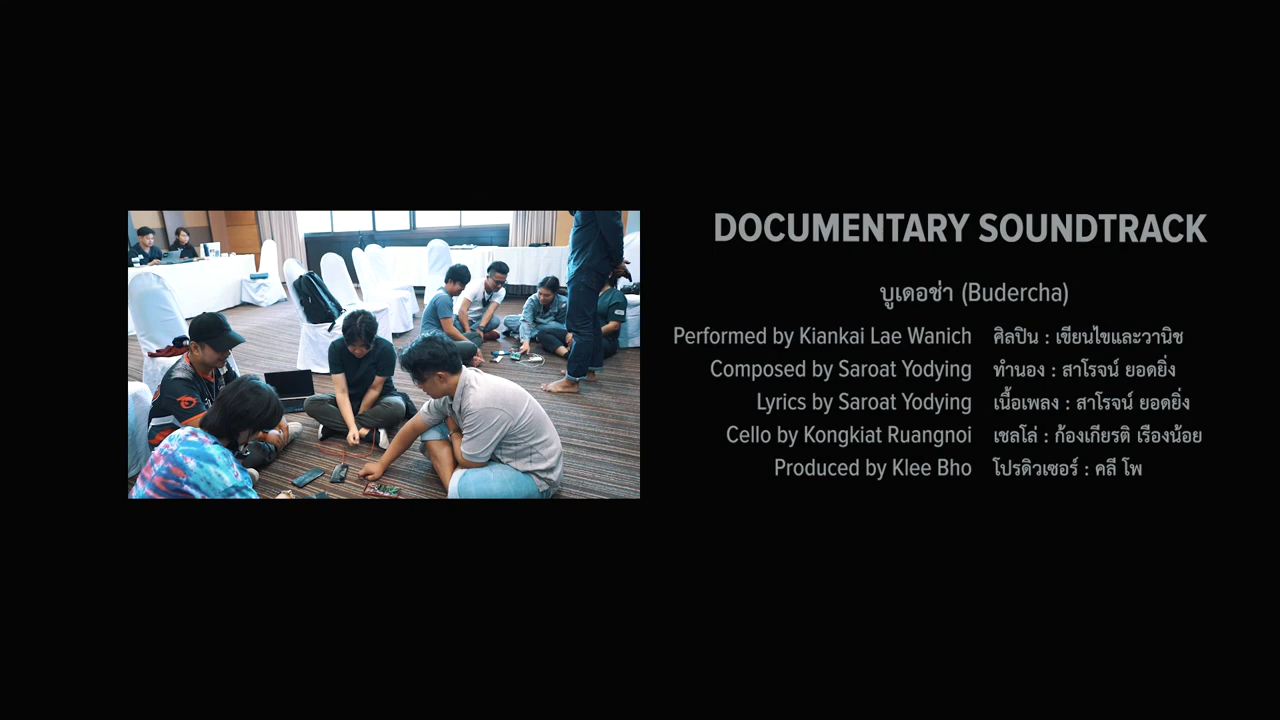 DOCUMENTARY SOUNDTRACK
บูเดอช่า (Budercha)
Performed by Kiankai Lae Wanich ศิลปิน : เขียนไขและวานิช
Composed by Saroat Yodying ทำนอง : สาโรจน์ ยอดยิ่ง
Lyrics by Saroat Yodying เนื้อเพลง : สาโรจน์ ยอดยิ่ง
Cello by Kongkiat Ruangnoi เชลโล่ : ก้องเกียรติ เรืองน้อย
Produced by Klee Bho โปรดิวเซอร์ : คลี โพ